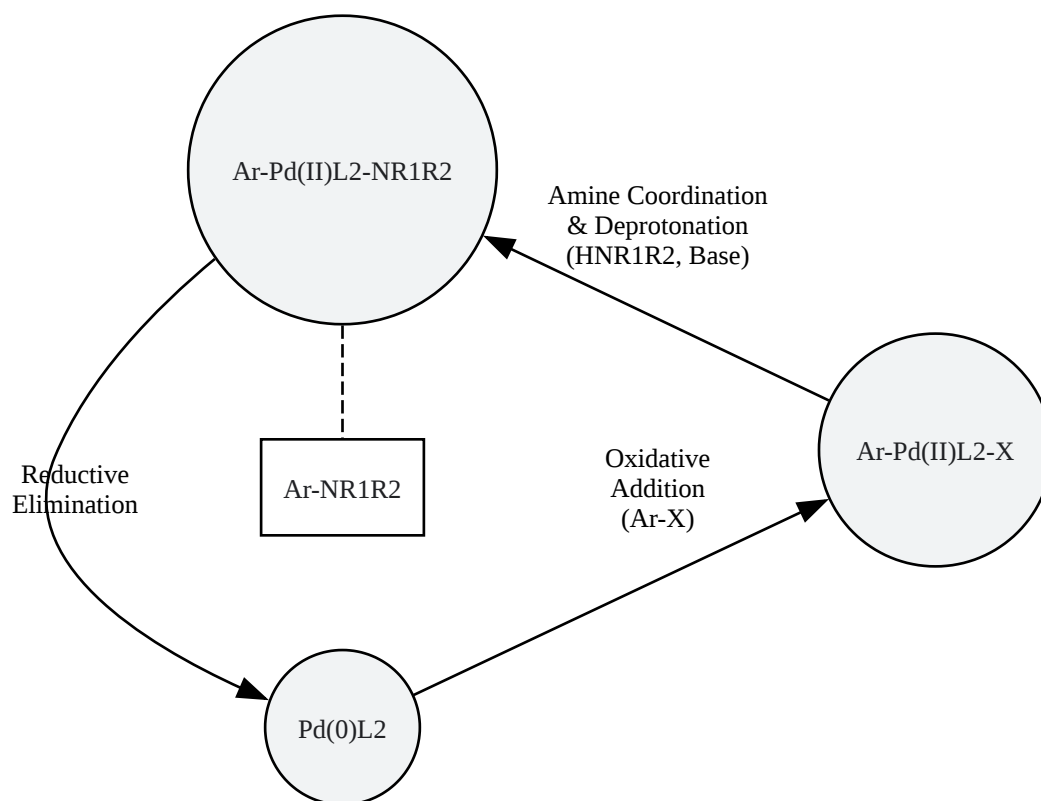 Ar-Pd(II)L2-NR1R2
Amine Coordination
& Deprotonation
(HNR1R2, Base)
Ar-Pd(II)L2-X
Oxidative
Addition
(Ar-X)
Reductive
Elimination
Ar-NR1R2
Pd(0)L2